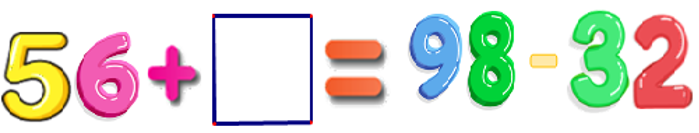 56 + □ = 98 - 32